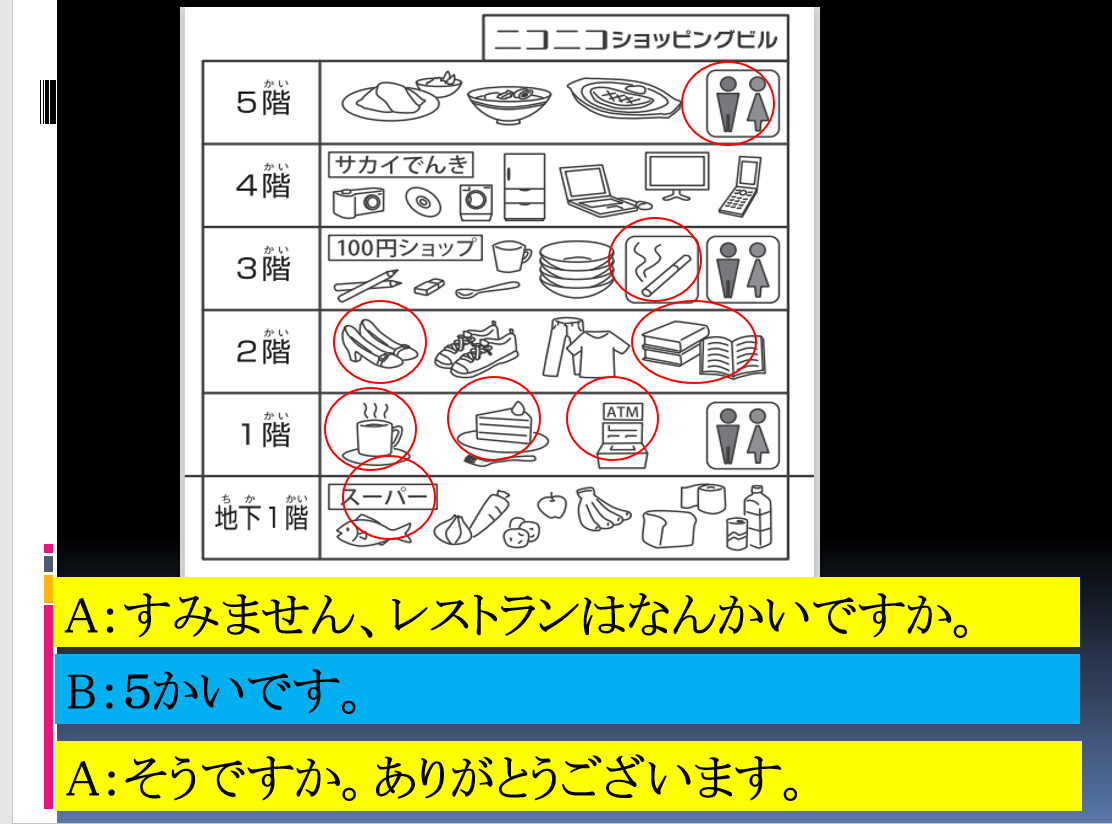 ニコニコショッピングビル
かい
5階
かい
4階
サカイでんき
かい
3階
100円ショップ
かい
2階
かい
1階
ATM
ちか かい
地下1階
スーパー
A:すみません、レストランはなんかいですか。
B:5かいです。
A:そうですか。ありがとうございます。